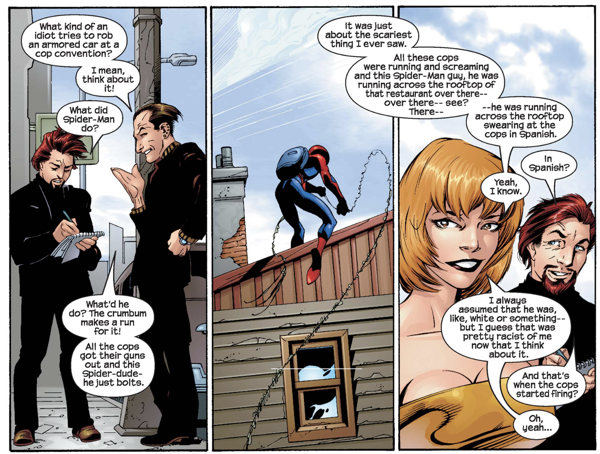 What kind of an
idiot tries to rob
an armored car at a
cop convention?
I mean,
think about
it!
What did
Spider-Man
do?
What'd he
do? The crumbum
makes a run
for it!
All the cops
got their guns
out and this
Spider-dude-
he just bolts.
It was just
about the scariest
thing I ever saw.
All these cops
were running and screaming
and this Spider-Man guy, he was
running across the rooftop of
that restaurant over there--
over there-- see?
There--
--he was running
across the rooftop
swearing at the
cops in Spanish.
In
Spanish?
Yeah,
I know.
I always
assumed that he was,
like, white or something--
but I guess that was
pretty racist of me
now that I think
about it.
And that's
when the cops
started firing?
Oh,
yeah...